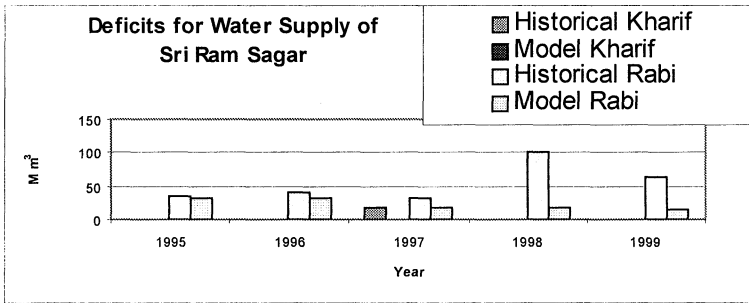 Deficits for Water Supply of
Sri Ram Sagar
Historical Kharif
Model Kharif
Historical Rabi
Model Rabi
150
100
50
0
M m³
1995 1996 1997 1998 1999
Year